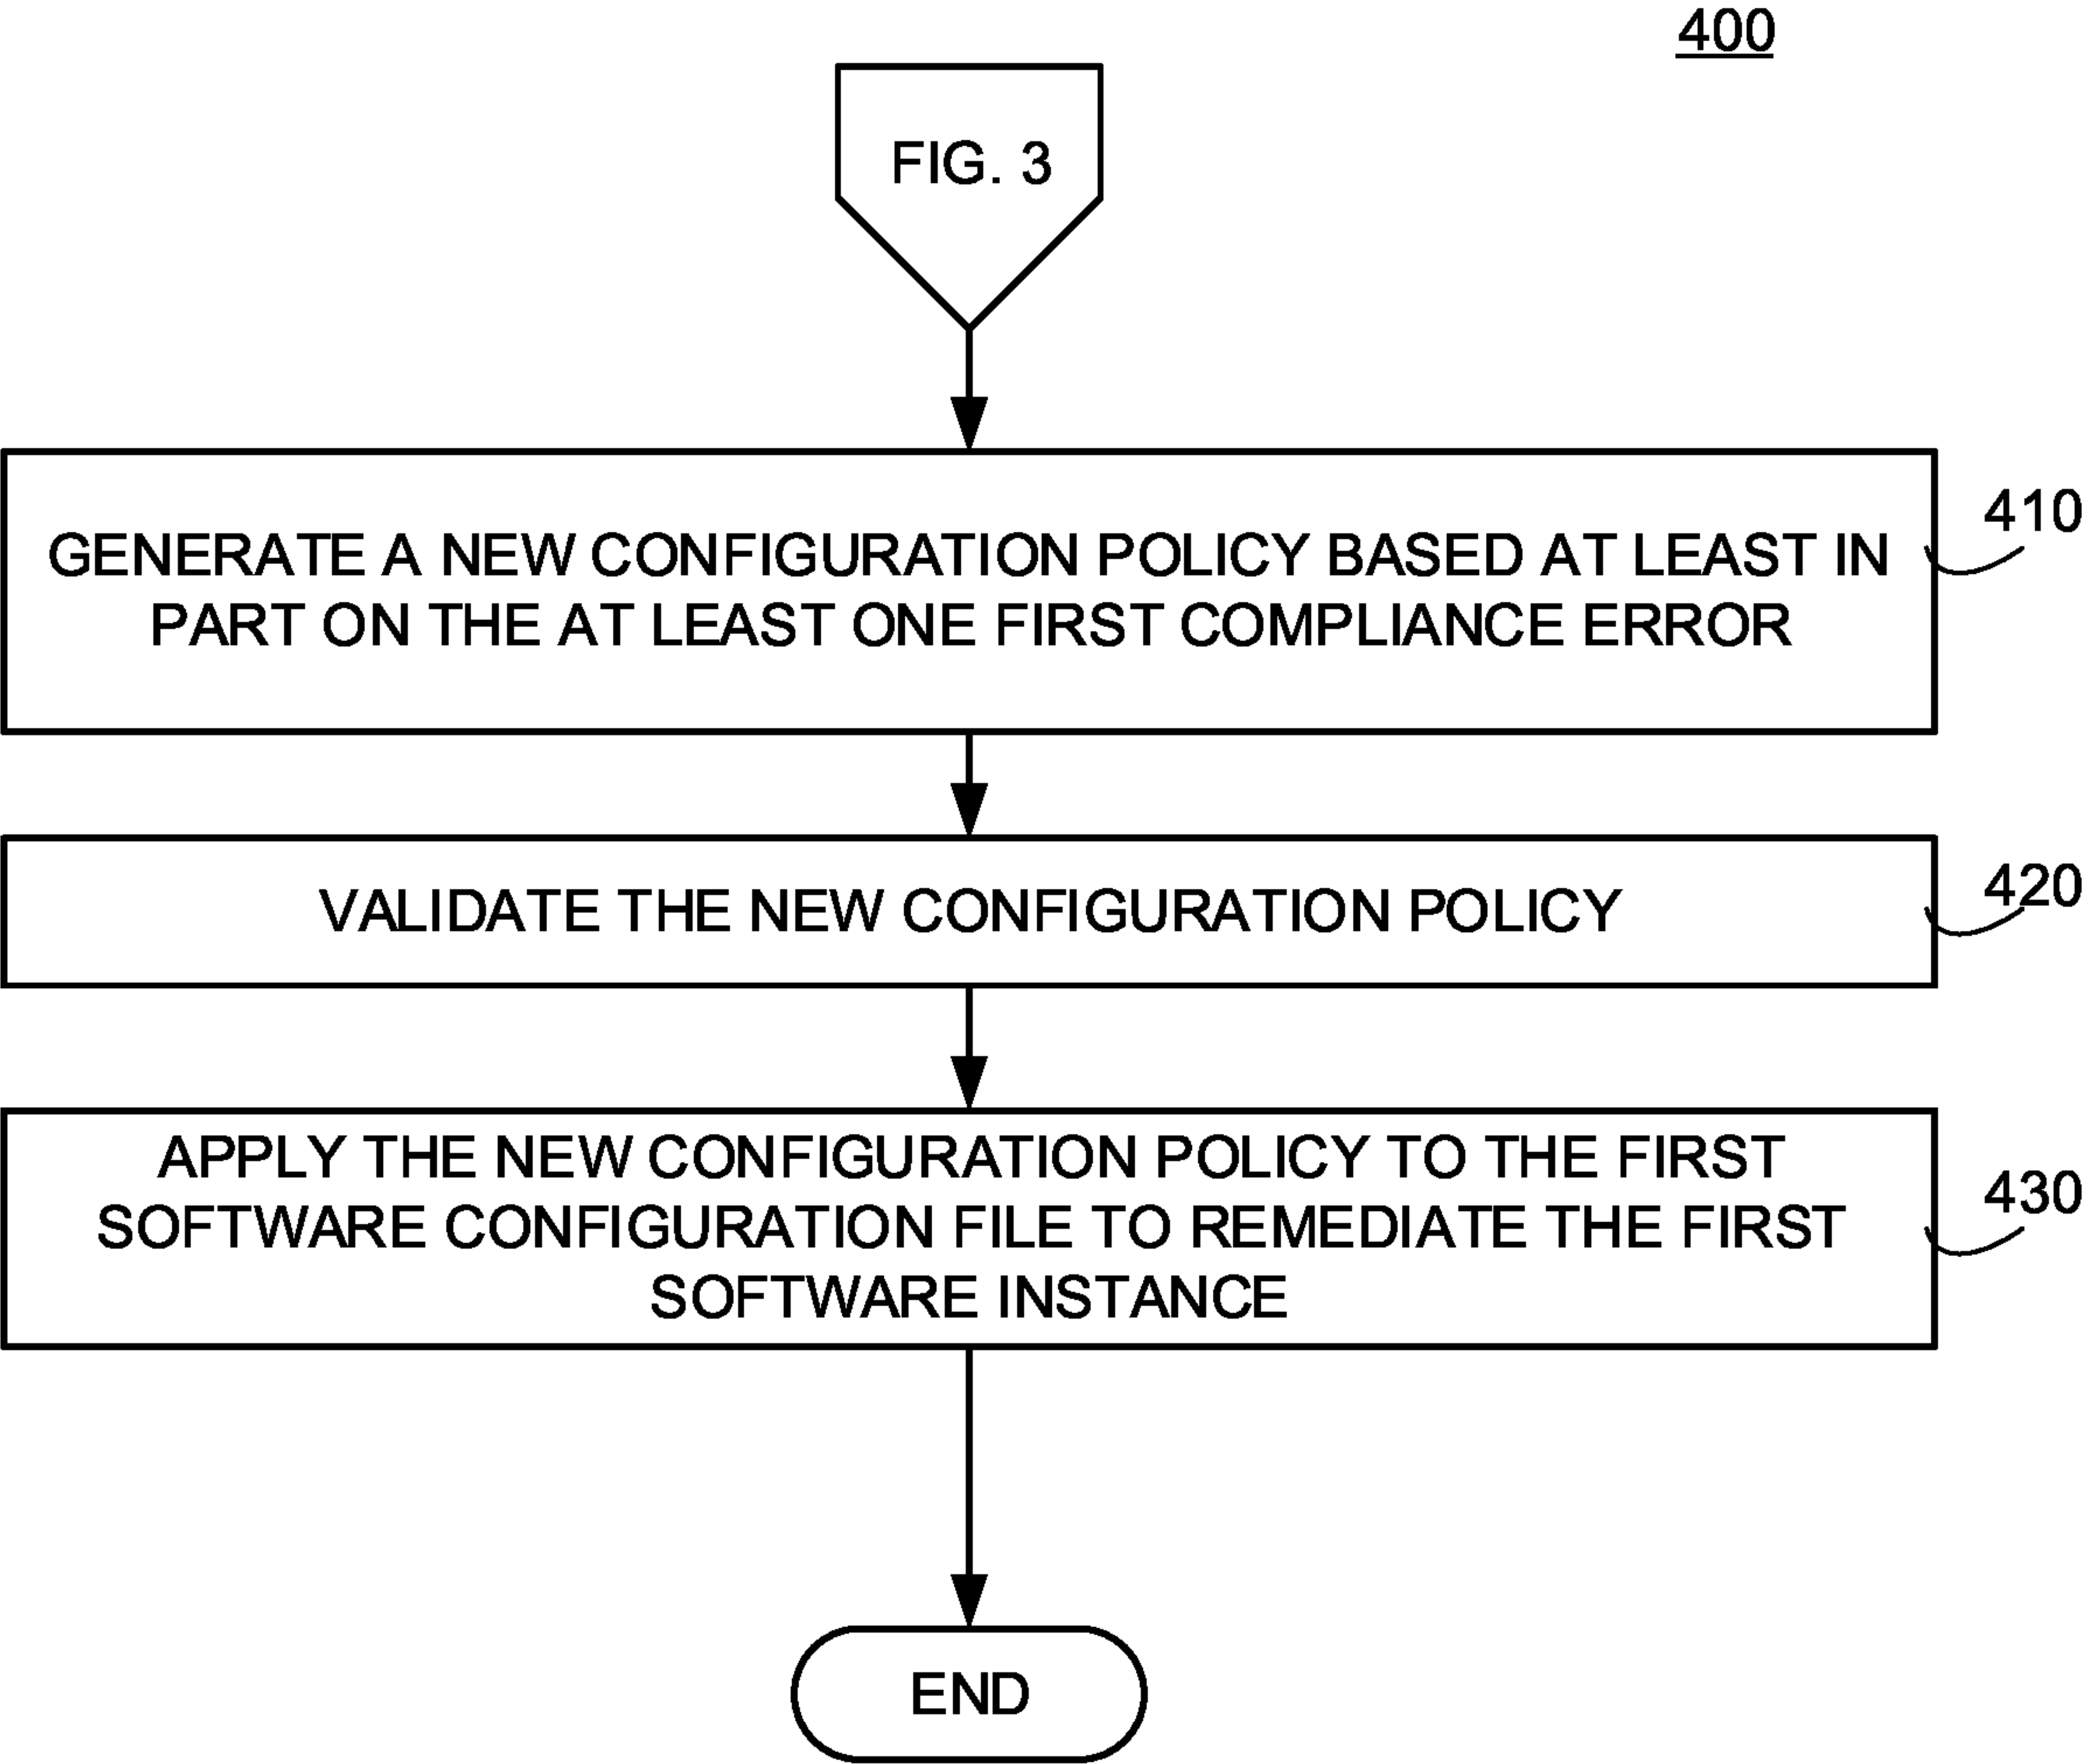 400
FIG. 3
410
GENERATE A NEW CONFIGURATION POLICY BASED AT LEAST IN
PART ON THE AT LEAST ONE FIRST COMPLIANCE ERROR
420
VALIDATE THE NEW CONFIGURATION POLICY
430
APPLY THE NEW CONFIGURATION POLICY TO THE FIRST
SOFTWARE CONFIGURATION FILE TO REMEDIATE THE FIRST
SOFTWARE INSTANCE
END